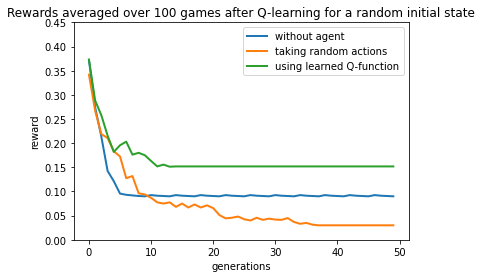 Rewards averaged over 100 games after Q-learning for a random initial state
without agent
taking random actions
using learned Q-function
reward
0.45
0.40
0.35
0.30
0.25
0.20
0.15
0.10
0.05
0.00
0 10 20 30 40 50
generations